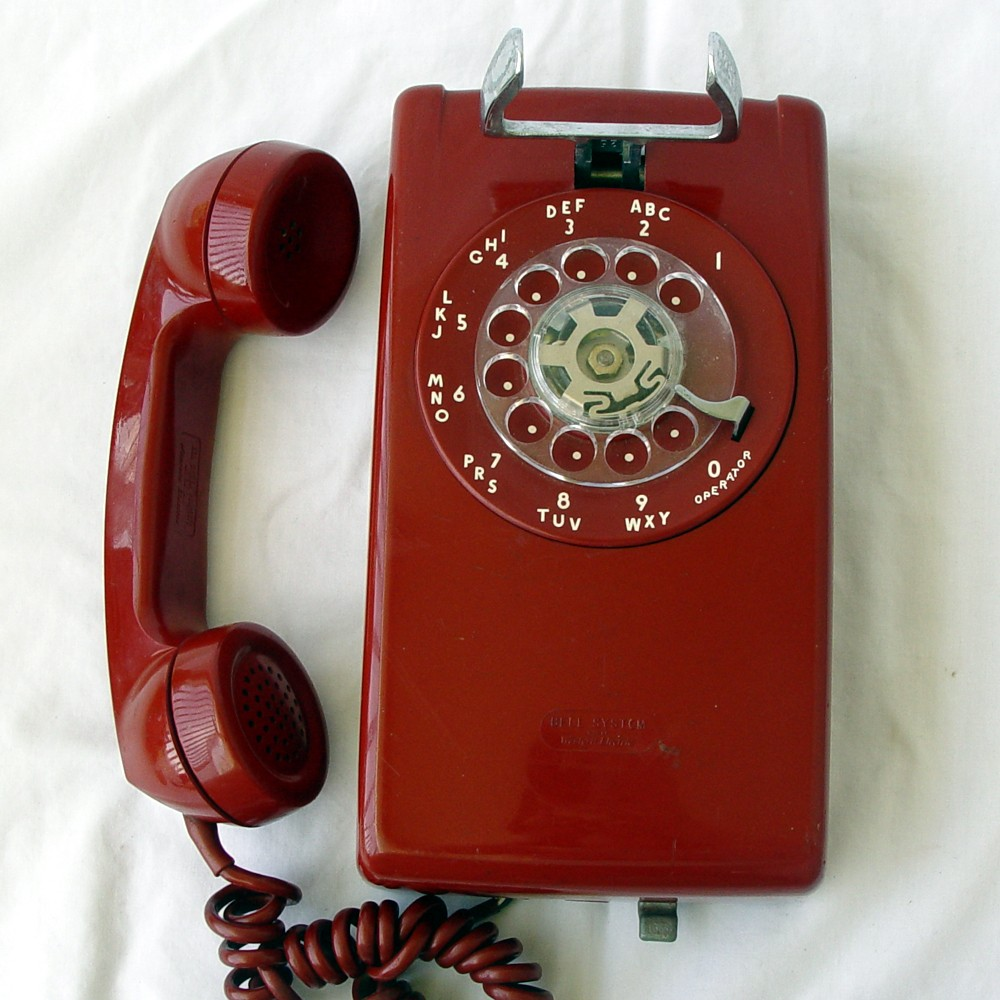 ABC
2
DEF
3
1
GHI
4
LKJ
5
MNO
6
PRS
7
TUV
8
WXY
9
0
OPERATOR
BELL SYSTEM